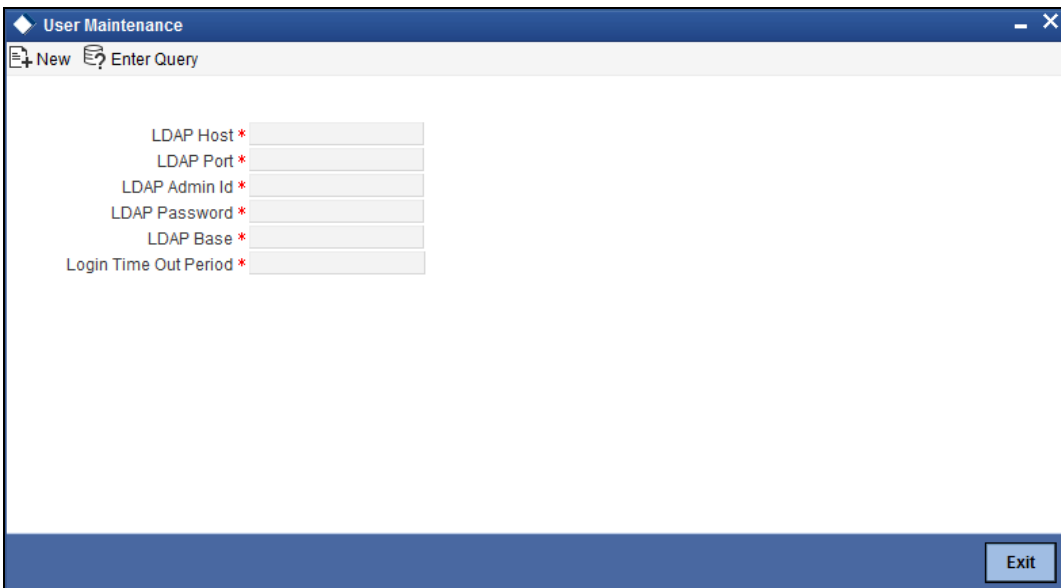 User Maintenance
New Enter Query
LDAP Host *
LDAP Port *
LDAP Admin Id *
LDAP Password *
LDAP Base *
Login Time Out Period *
Exit